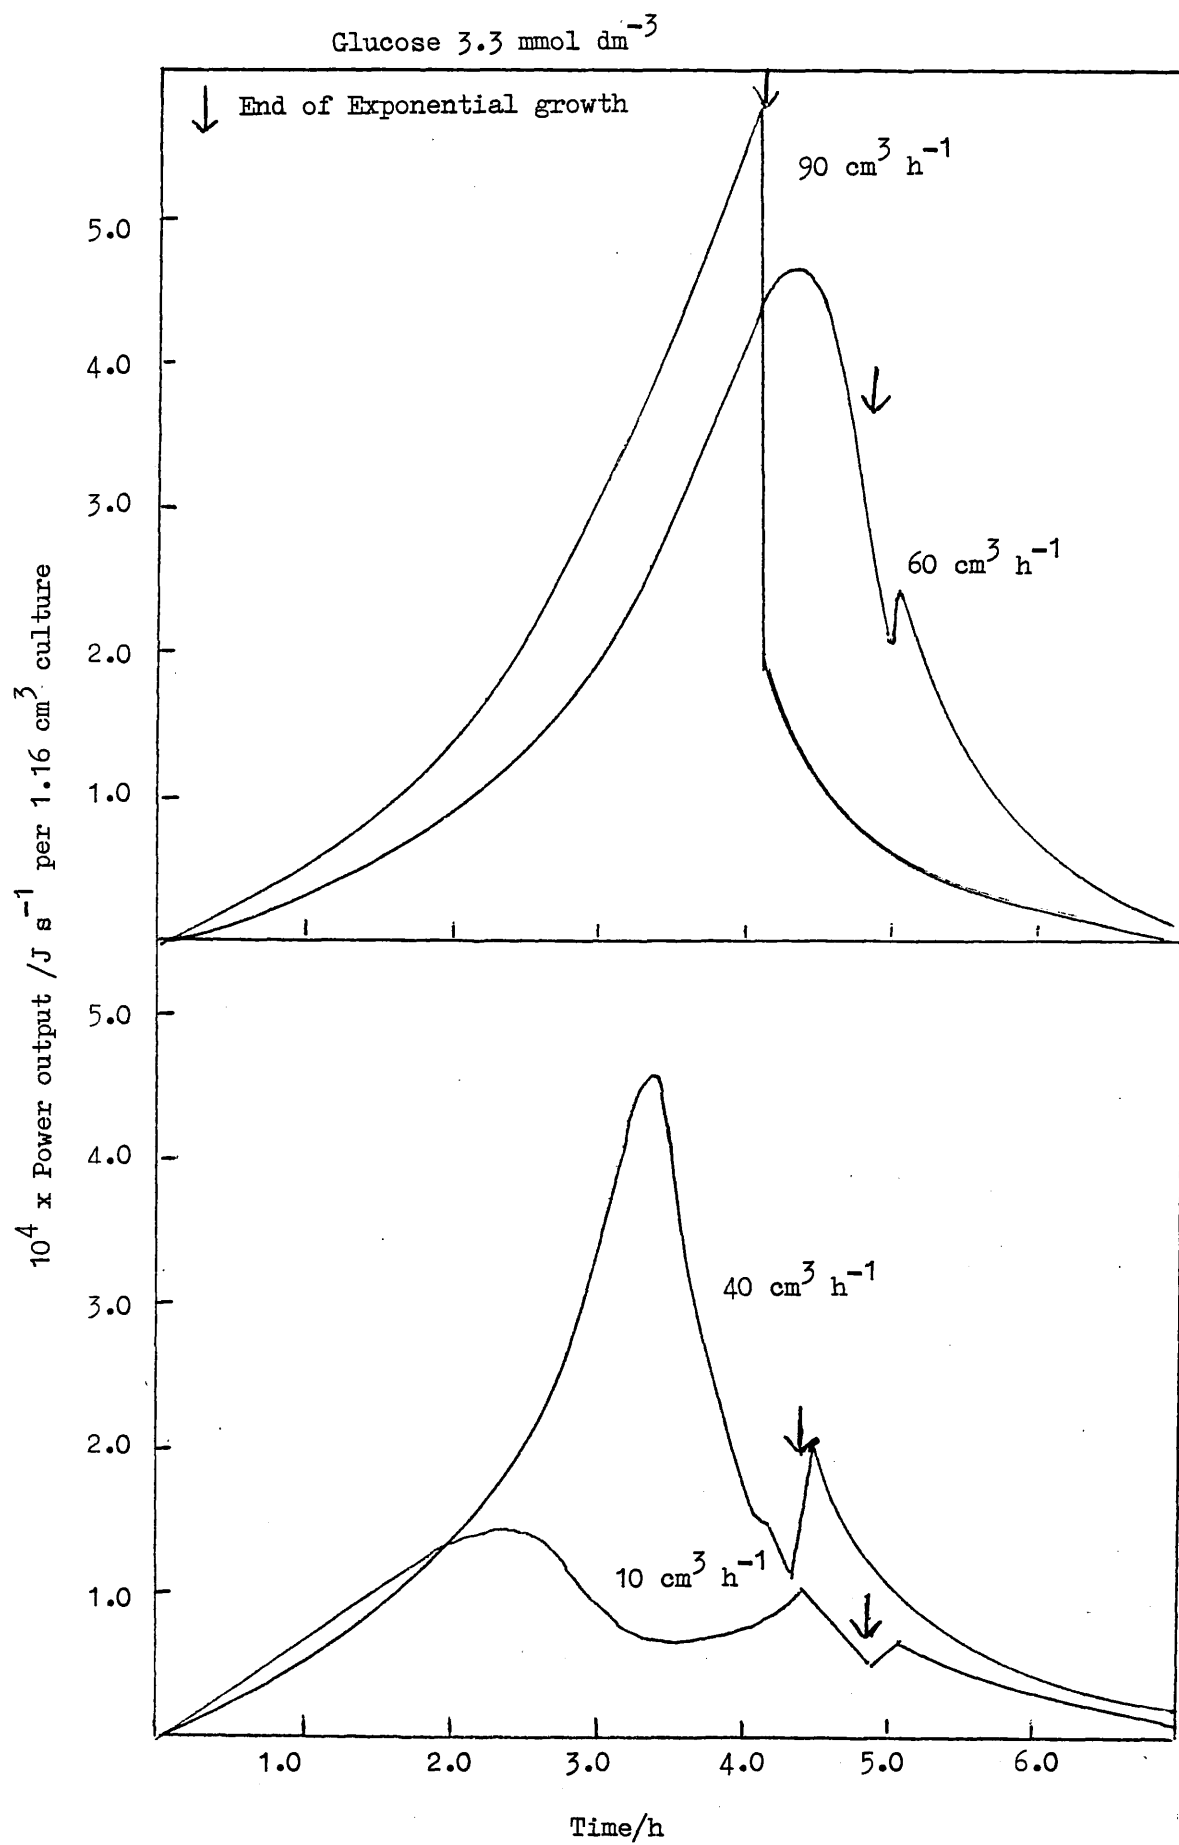 Glucose 3.3 mmol dm⁻³
End of Exponential growth
90 cm³ h⁻¹
5.0
4.0
3.0
60 cm³ h⁻¹
2.0
1.0
10⁴ x Power output /J s⁻¹ per 1.16 cm³ culture
5.0
4.0
40 cm³ h⁻¹
3.0
2.0
10 cm³ h⁻¹
1.0
1.0 2.0 3.0 4.0 5.0 6.0
Time/h